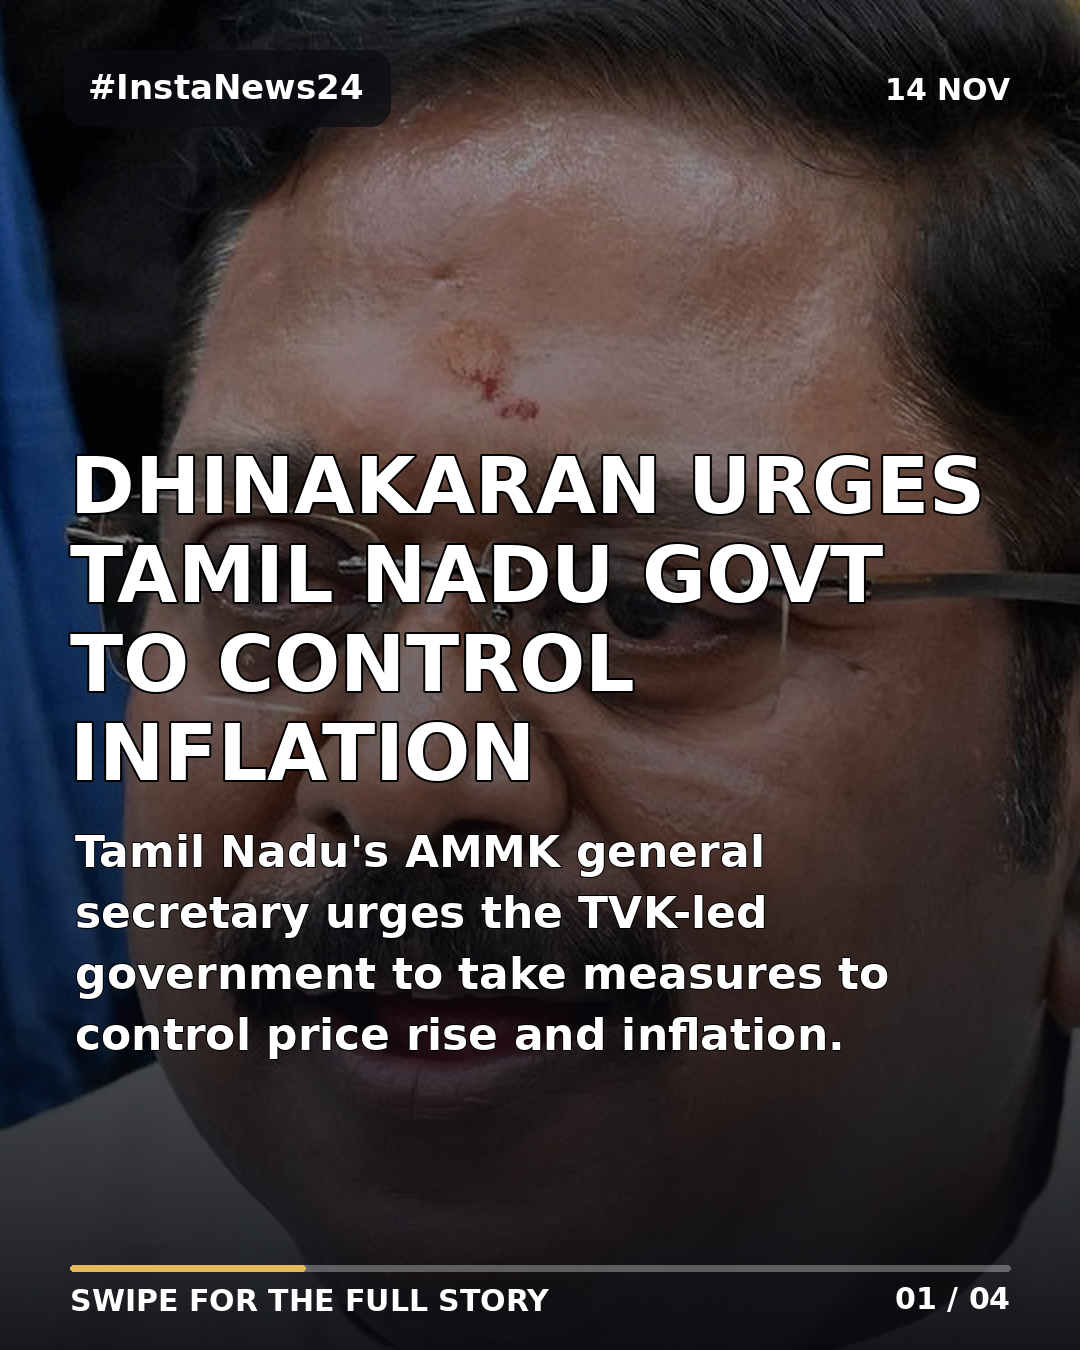 #InstaNews24
14 NOV
DHINAKARAN URGES
TAMIL NADU GOVT
TO CONTROL
INFLATION
Tamil Nadu's AMMK general
secretary urges the TVK-led
government to take measures to
control price rise and inflation.
SWIPE FOR THE FULL STORY
01 / 04